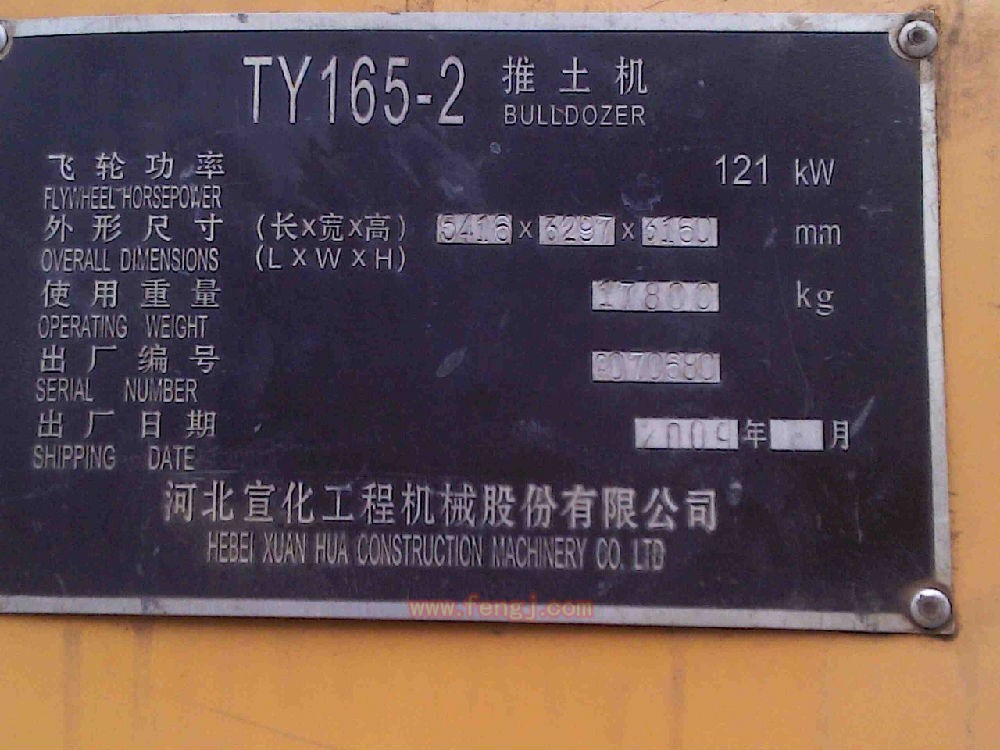 TY165-2 推土机
BULLDOZER
飞轮功率 121 kW
FLYWHEEL HORSEPOWER
外形尺寸 (长×宽×高) 5416 × 3297 × 3160 mm
OVERALL DIMENSIONS (L×W×H)
使用重量 17800 kg
OPERATING WEIGHT
出厂编号 A070680
SERIAL NUMBER
出厂日期 2009 年 月
SHIPPING DATE
河北宣化工程机械股份有限公司
HEBEI XUAN HUA CONSTRUCTION MACHINERY CO. LTD
www.fengj.com